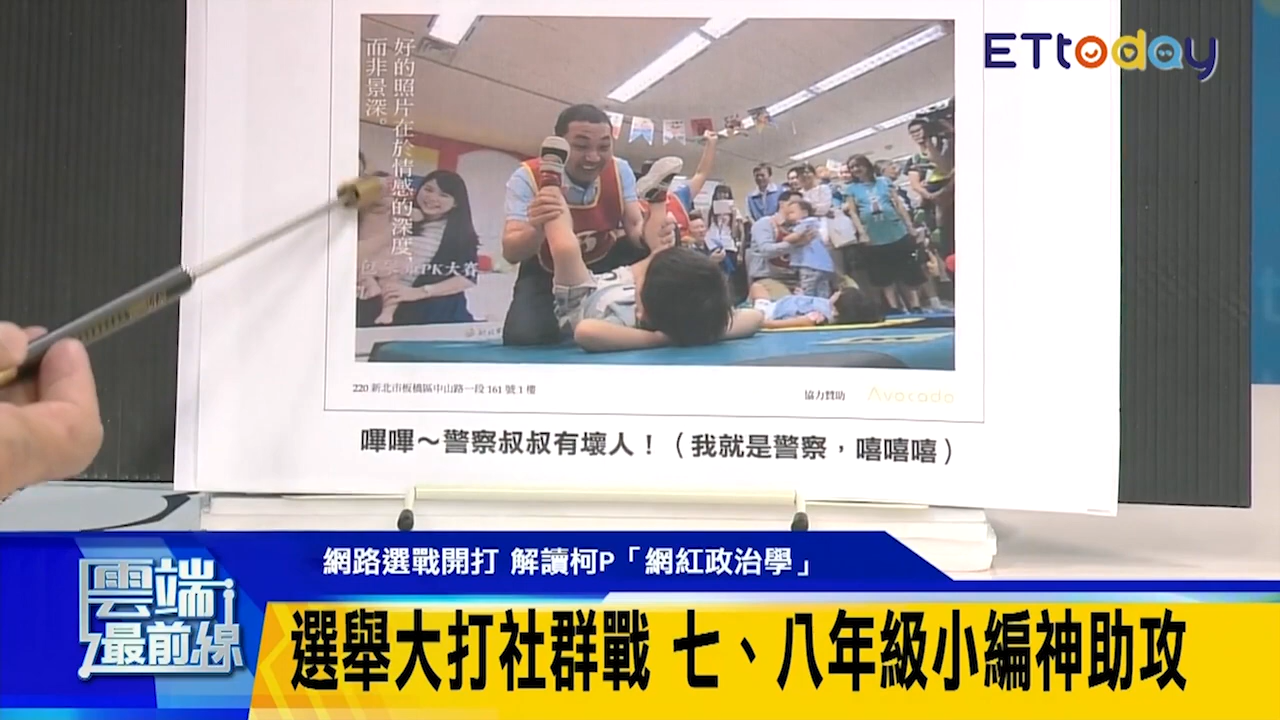 ETtoday
好的照片在於情感的深度，
而非景深。
PK大賽
220 新北市板橋區中山路一段 161 號 1 樓
協力贊助
Avocado
嗶嗶～警察叔叔有壞人！（我就是警察，嘻嘻嘻）
網路選戰開打 解讀柯P「網紅政治學」
雲端
最前線
選舉大打社群戰 七、八年級小編神助攻